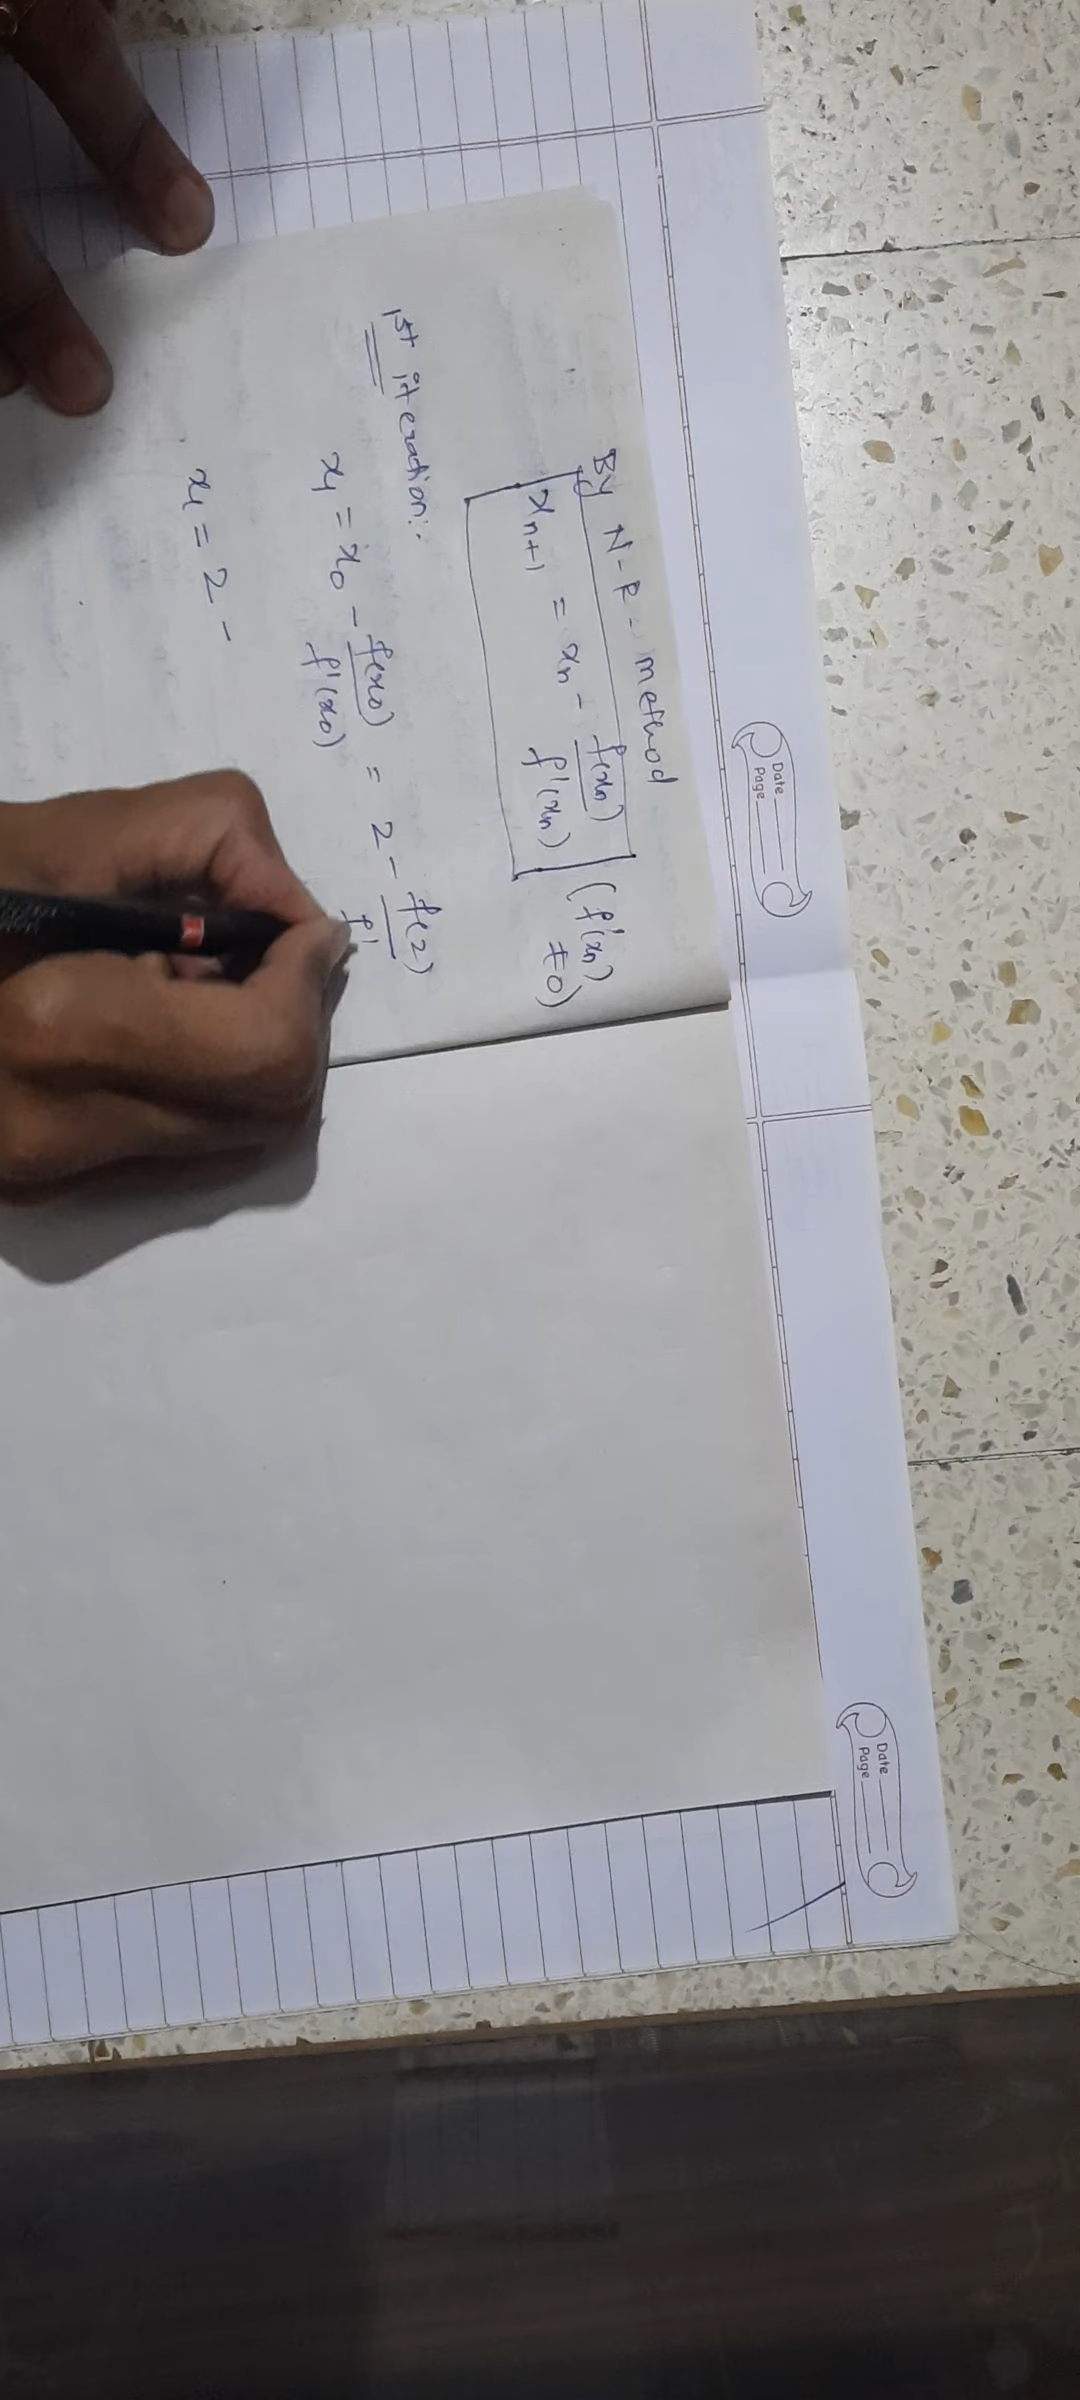 Date
Page
By N-R- method
xn+1 = xn - f(xn)/f'(xn) (f'(xn) ≠ 0)
1st iteration:
x1 = x0 - f(x0)/f'(x0) = 2 - f(2)/f'
x1 = 2 -
Date
Page